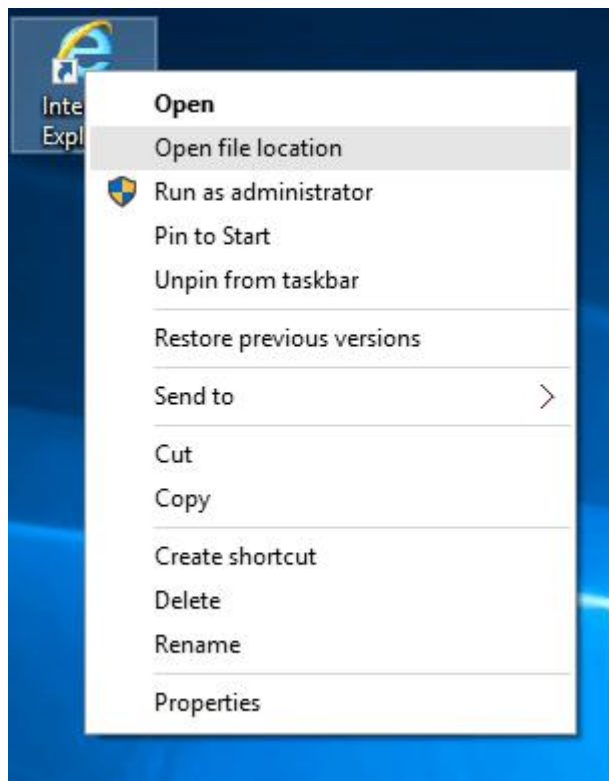 Inte
Expl
Open
Open file location
Run as administrator
Pin to Start
Unpin from taskbar
Restore previous versions
Send to
Cut
Copy
Create shortcut
Delete
Rename
Properties